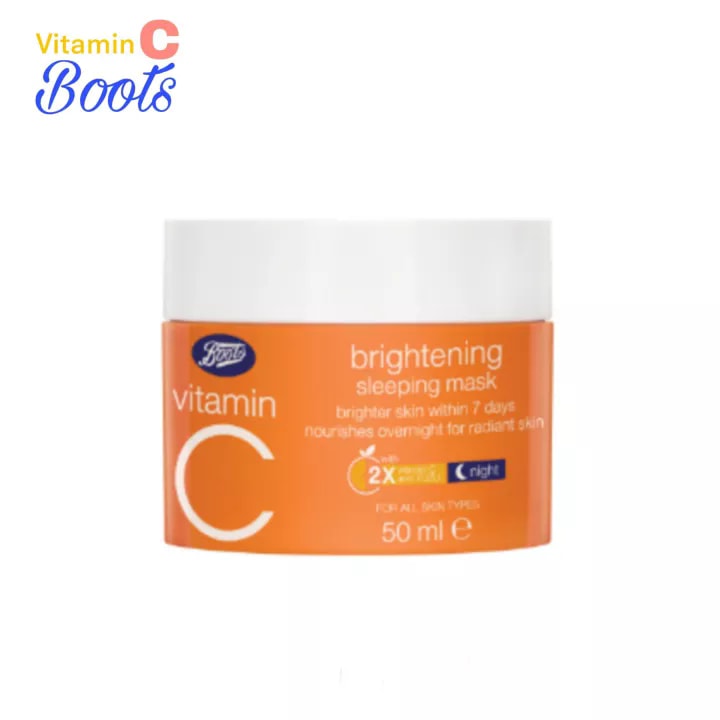 Vitamin C
Boots
Boots
vitamin
C
brightening
sleeping mask
brighter skin within 7 days
nourishes overnight for radiant skin
with
2X
night
FOR ALL SKIN TYPES
50 ml e